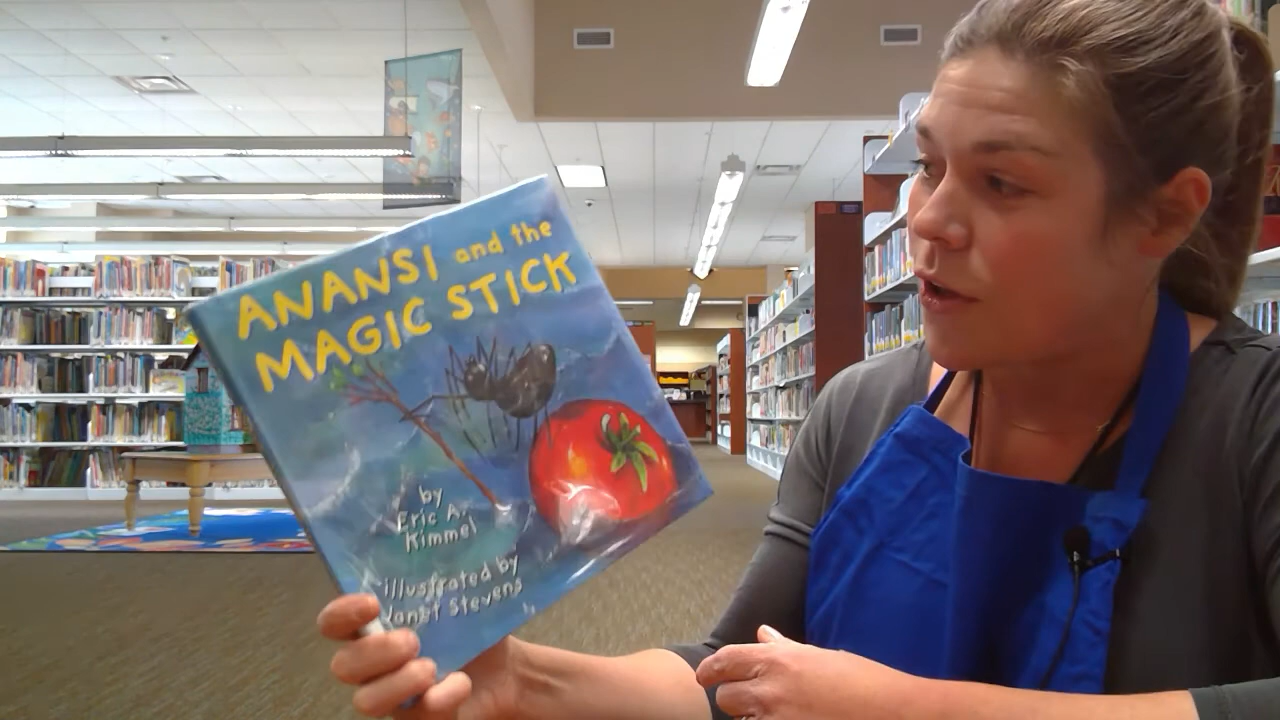 ANANSI and the
MAGIC STICK
by
Eric A.
Kimmel
illustrated by
Janet Stevens